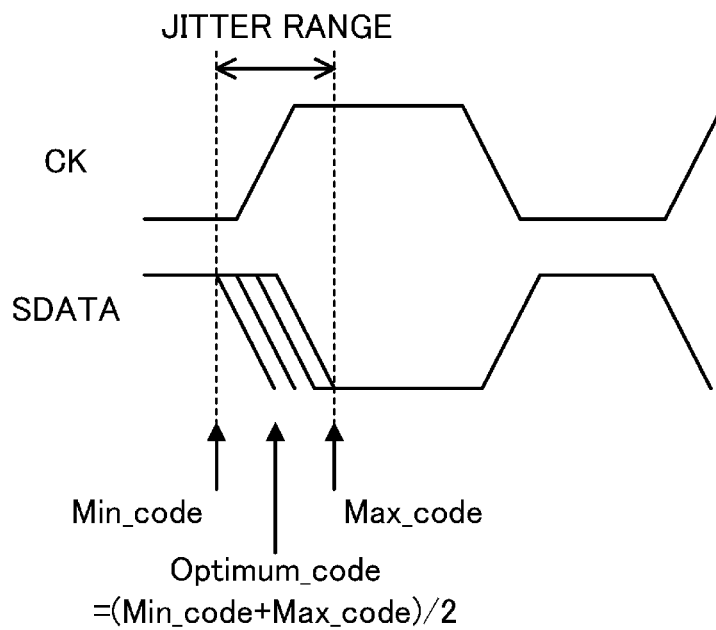 JITTER RANGE
CK
SDATA
Min_code
Max_code
Optimum_code
=(Min_code+Max_code)/2